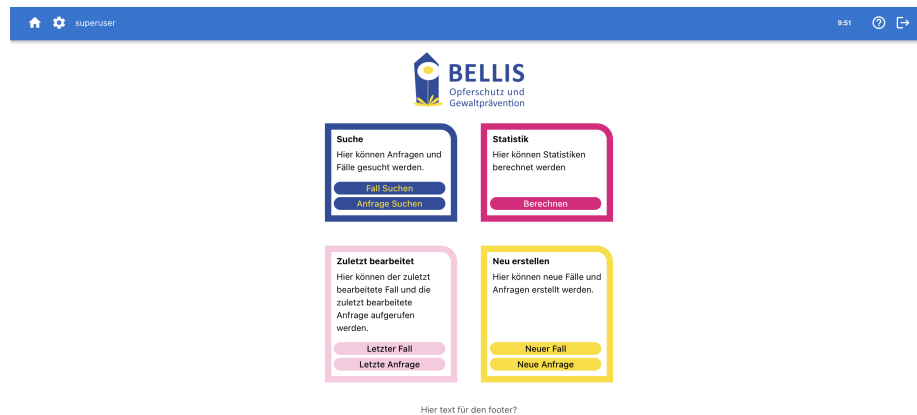 superuser
9:51
BELLIS
Opferschutz und
Gewaltprävention
Suche
Hier können Anfragen und
Fälle gesucht werden.
Fall Suchen
Anfrage Suchen
Statistik
Hier können Statistiken
berechnet werden
Berechnen
Zuletzt bearbeitet
Hier können der zuletzt
bearbeitete Fall und die
zuletzt bearbeitete
Anfrage aufgerufen
werden.
Letzter Fall
Letzte Anfrage
Neu erstellen
Hier können neue Fälle und
Anfragen erstellt werden.
Neuer Fall
Neue Anfrage
Hier text für den footer?